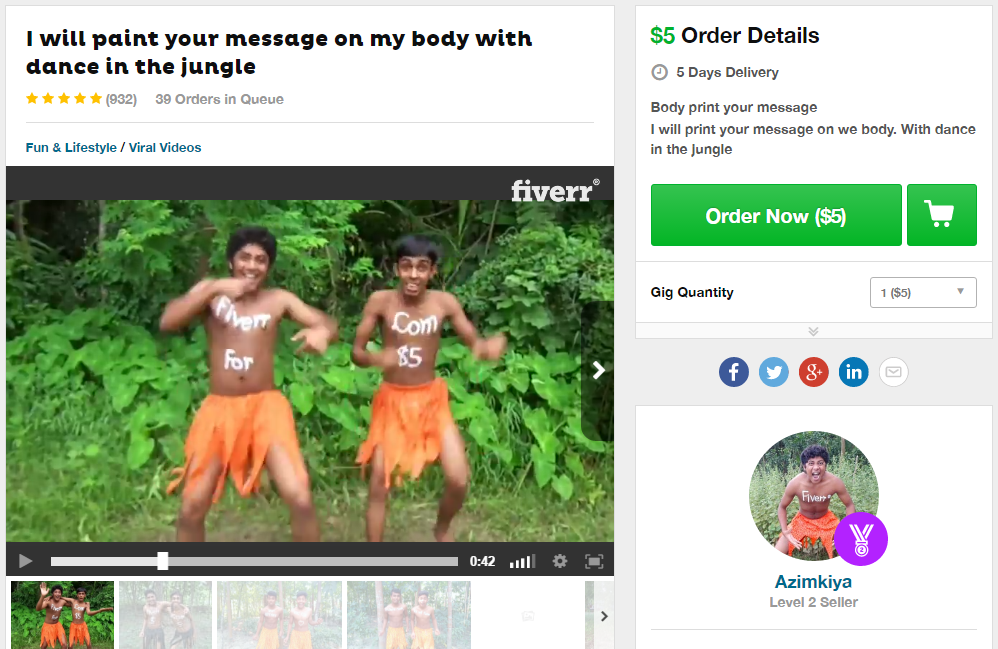 I will paint your message on my body with
dance in the jungle
(932) 39 Orders in Queue
Fun & Lifestyle / Viral Videos
fiverr®
Fiverr
For
.Com
$5
0:42
$5 Order Details
5 Days Delivery
Body print your message
I will print your message on we body. With dance
in the jungle
Order Now ($5)
Gig Quantity
1 ($5)
f
g+
in
Fiverr
2
Azimkiya
Level 2 Seller